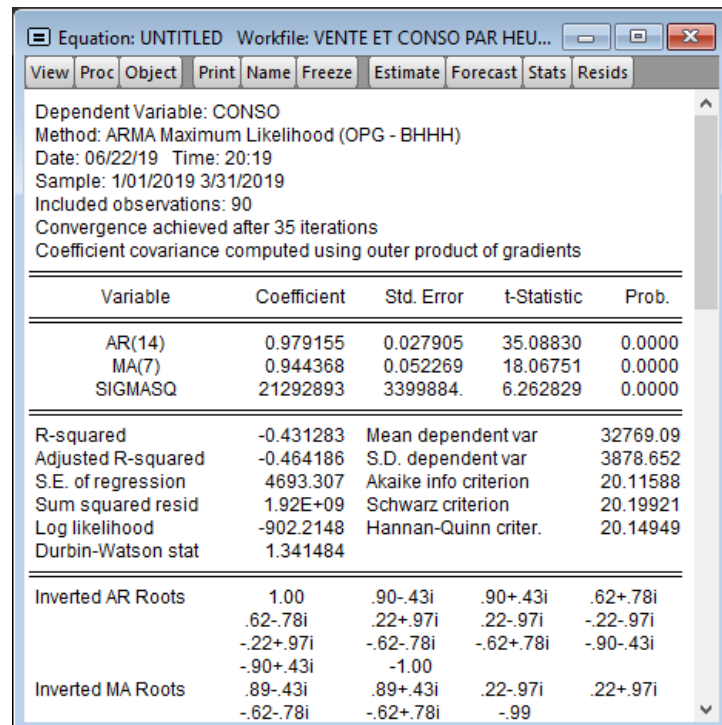 Equation: UNTITLED Workfile: VENTE ET CONSO PAR HEU...
View Proc Object Print Name Freeze Estimate Forecast Stats Resids
Dependent Variable: CONSO
Method: ARMA Maximum Likelihood (OPG - BHHH)
Date: 06/22/19 Time: 20:19
Sample: 1/01/2019 3/31/2019
Included observations: 90
Convergence achieved after 35 iterations
Coefficient covariance computed using outer product of gradients
Variable Coefficient Std. Error t-Statistic Prob.
AR(14) 0.979155 0.027905 35.08830 0.0000
MA(7) 0.944368 0.052269 18.06751 0.0000
SIGMASQ 21292893 3399884. 6.262829 0.0000
R-squared -0.431283 Mean dependent var 32769.09
Adjusted R-squared -0.464186 S.D. dependent var 3878.652
S.E. of regression 4693.307 Akaike info criterion 20.11588
Sum squared resid 1.92E+09 Schwarz criterion 20.19921
Log likelihood -902.2148 Hannan-Quinn criter. 20.14949
Durbin-Watson stat 1.341484
Inverted AR Roots 1.00 .90-.43i .90+.43i .62+.78i
.62-.78i .22+.97i .22-.97i -.22-.97i
-.22+.97i -.62-.78i -.62+.78i -.90-.43i
-.90+.43i -1.00
Inverted MA Roots .89-.43i .89+.43i .22-.97i .22+.97i
-.62-.78i -.62+.78i -.99